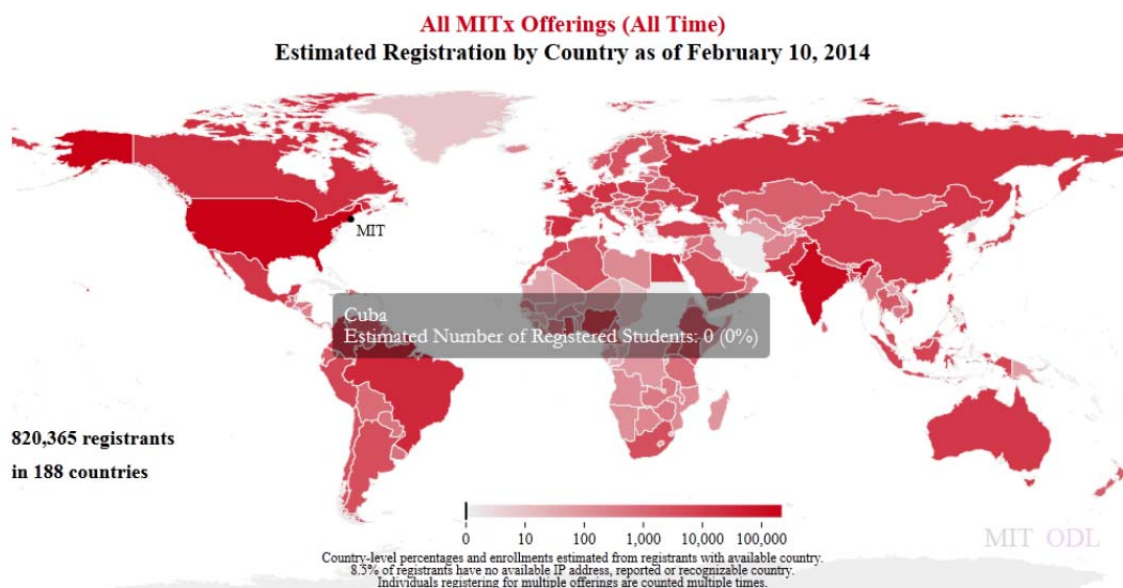 All MITx Offerings (All Time)
Estimated Registration by Country as of February 10, 2014
MIT
Cuba
Estimated Number of Registered Students: 0 (0%)
820,365 registrants
in 188 countries
0 10 100 1,000 10,000 100,000
MIT ODL
Country-level percentages and enrollments estimated from registrants with available country.
8.5% of registrants have no available IP address, reported or recognizable country.
Individuals registering for multiple offerings are counted multiple times.